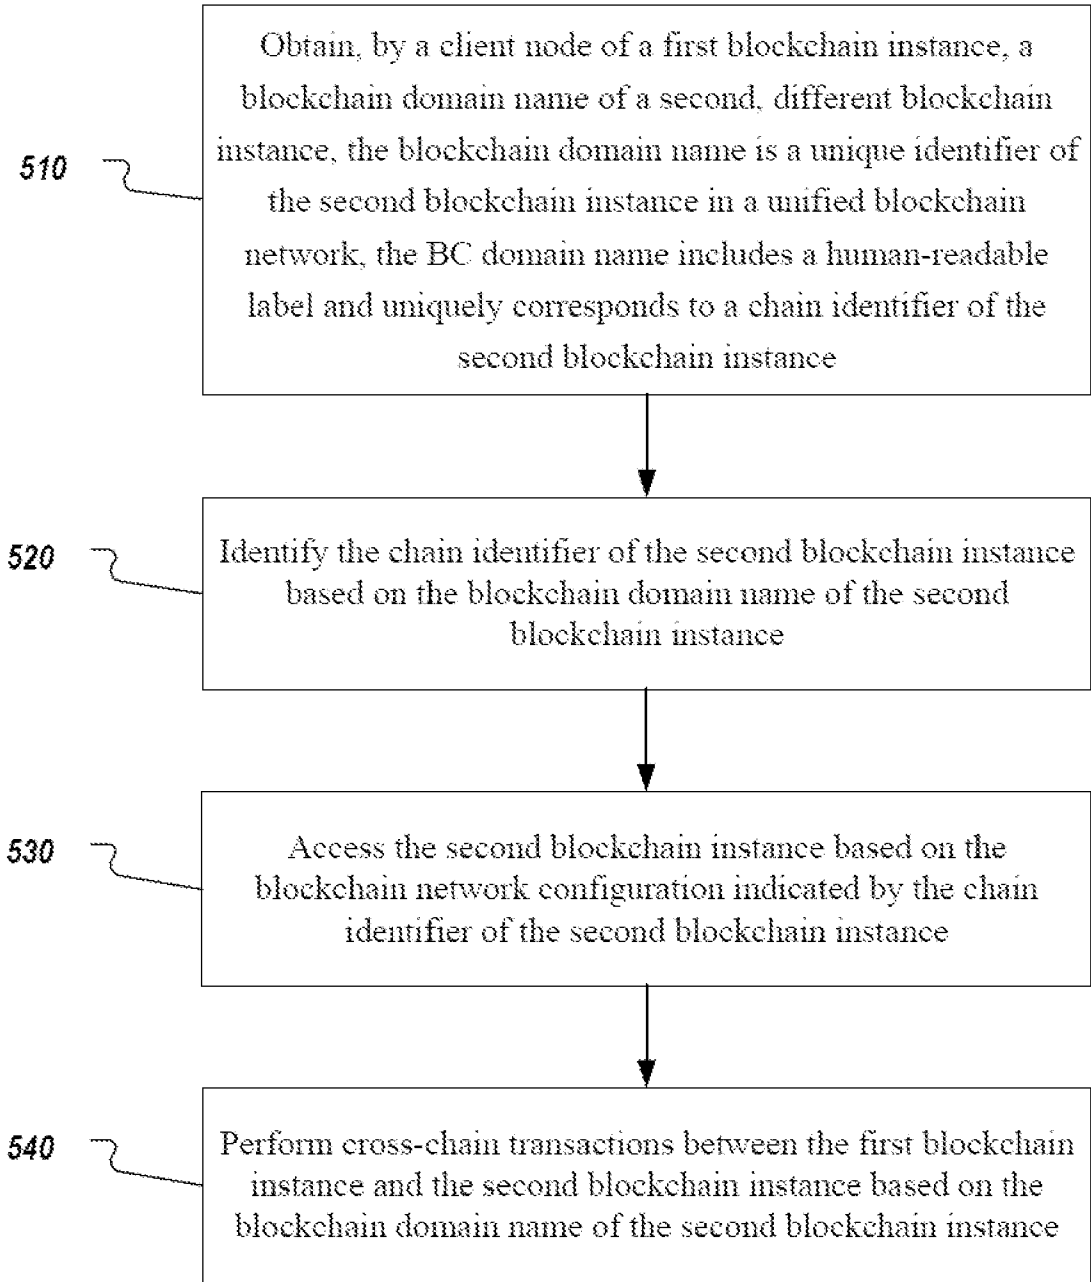 Obtain, by a client node of a first blockchain instance, a
blockchain domain name of a second, different blockchain
510
instance, the blockchain domain name is a unique identifier of
the second blockchain instance in a unified blockchain
network, the BC domain name includes a human-readable
label and uniquely corresponds to a chain identifier of the
second blockchain instance
520
Identify the chain identifier of the second blockchain instance
based on the blockchain domain name of the second
blockchain instance
530
Access the second blockchain instance based on the
blockchain network configuration indicated by the chain
identifier of the second blockchain instance
540
Perform cross-chain transactions between the first blockchain
instance and the second blockchain instance based on the
blockchain domain name of the second blockchain instance